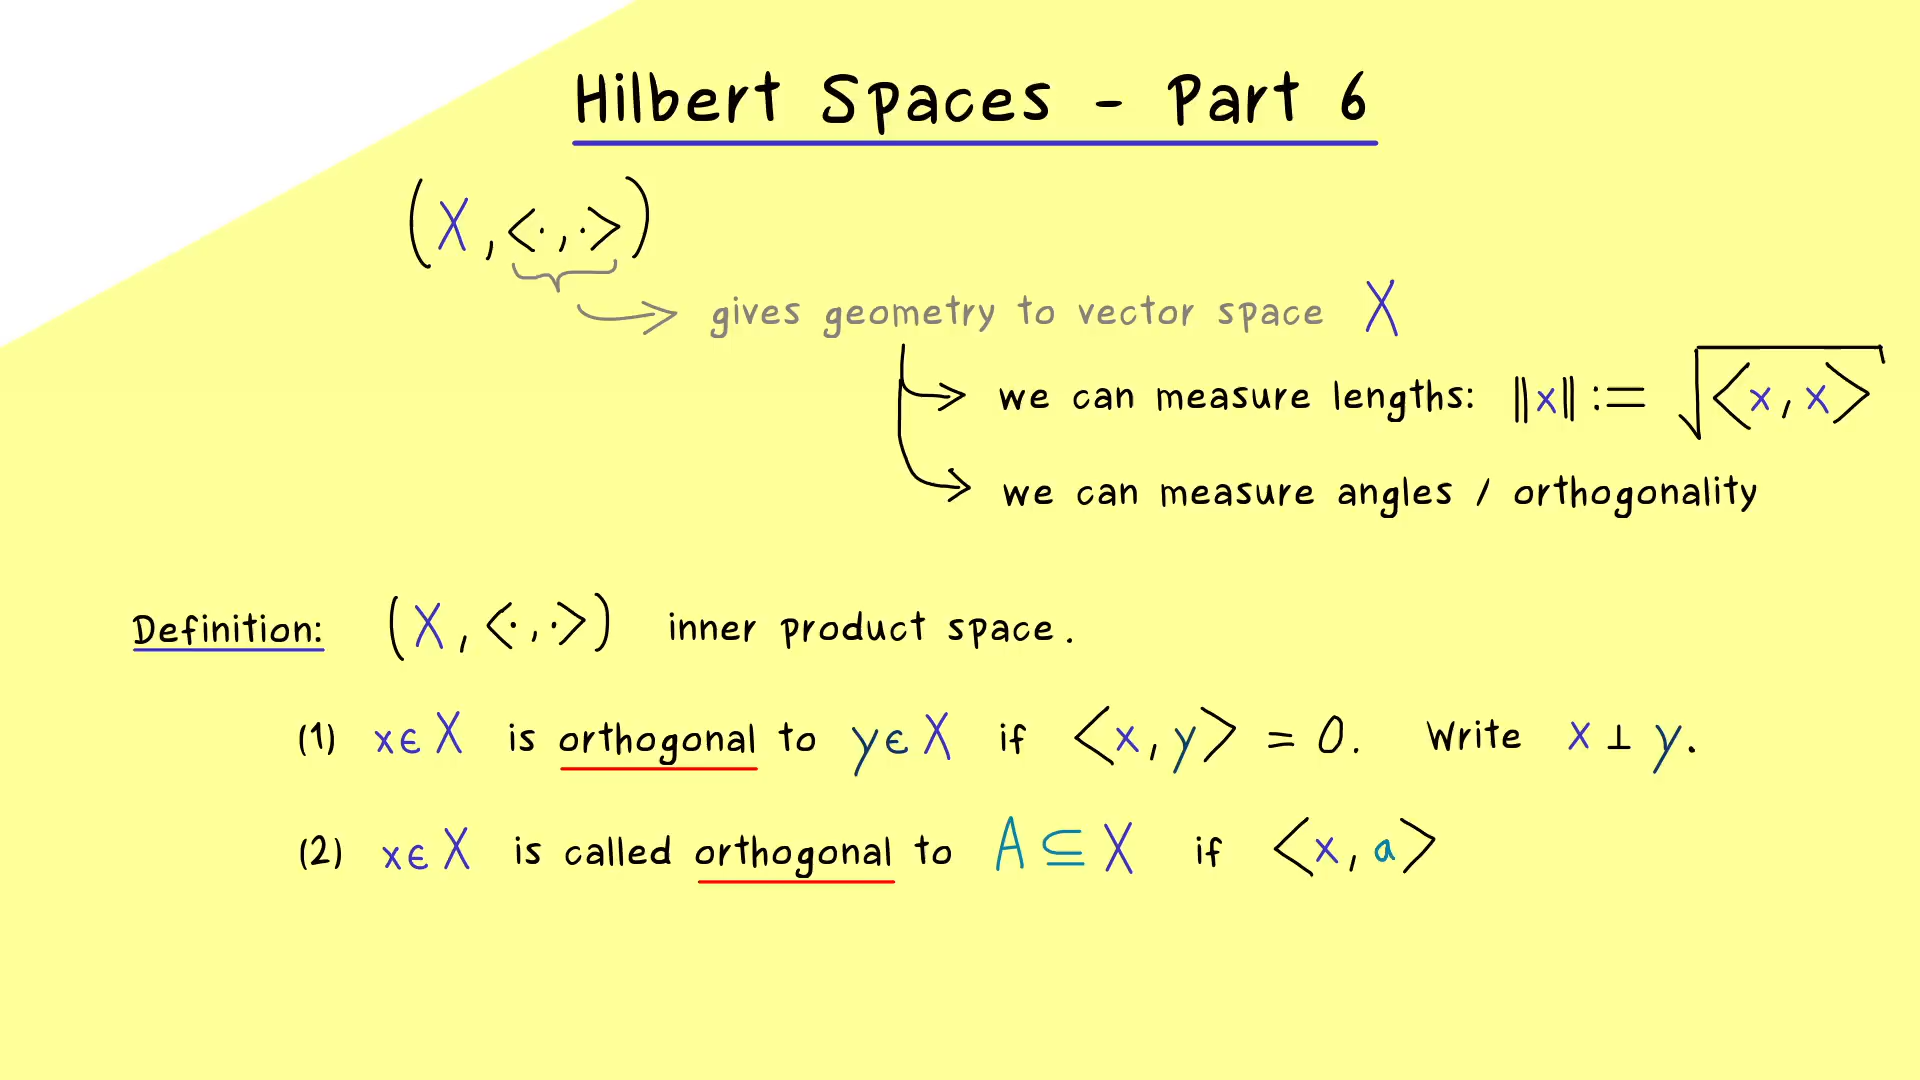 Hilbert Spaces - Part 6
(X, <·,·>)
gives geometry to vector space X
we can measure lengths: ||x|| := √<x, x>
we can measure angles / orthogonality
Definition: (X, <·,·>) inner product space.
(1) x∈X is orthogonal to y∈X if <x, y> = 0. Write x ⊥ y.
(2) x∈X is called orthogonal to A ⊆ X if <x, a>